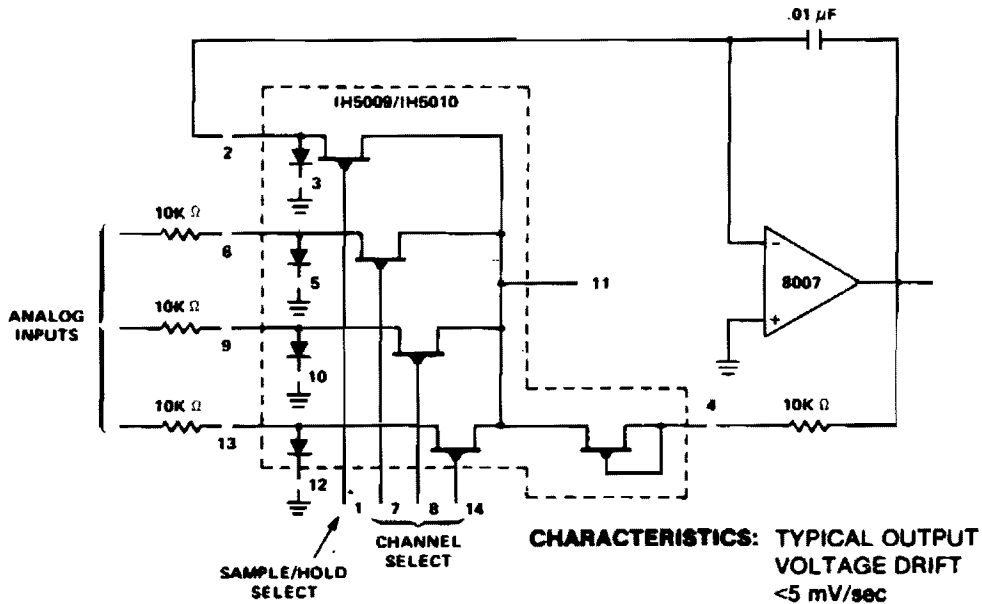 .01 µF
IH5009/IH5010
2
3
10K Ω
6
5
8007
-
+
11
ANALOG
INPUTS
10K Ω
9
10
10K Ω
13
12
4
10K Ω
1
7
8
14
CHANNEL
SELECT
SAMPLE/HOLD
SELECT
CHARACTERISTICS: TYPICAL OUTPUT
VOLTAGE DRIFT
<5 mV/sec